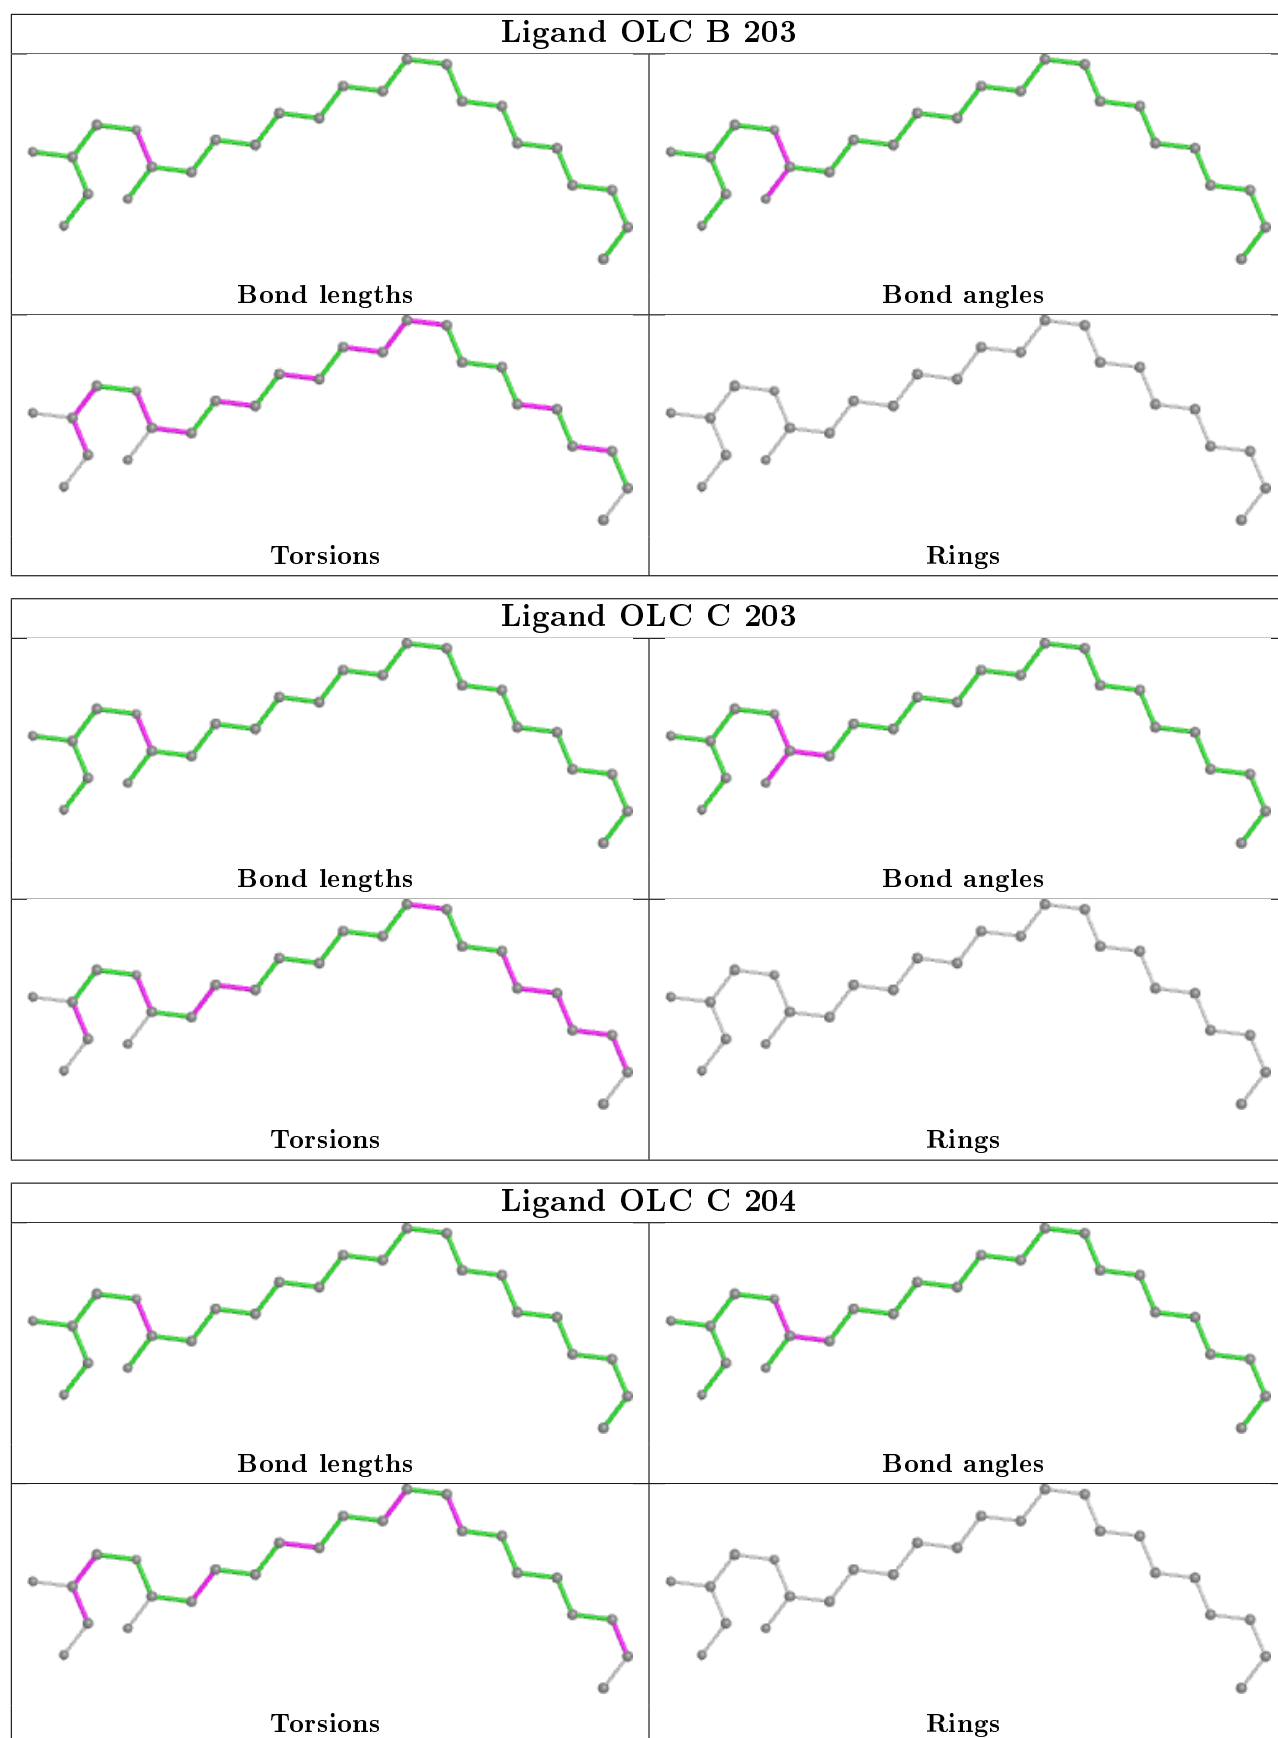 Ligand OLC B 203
Bond lengths
Bond angles
Torsions
Rings
Ligand OLC C 203
Bond lengths
Bond angles
Torsions
Rings
Ligand OLC C 204
Bond lengths
Bond angles
Torsions
Rings